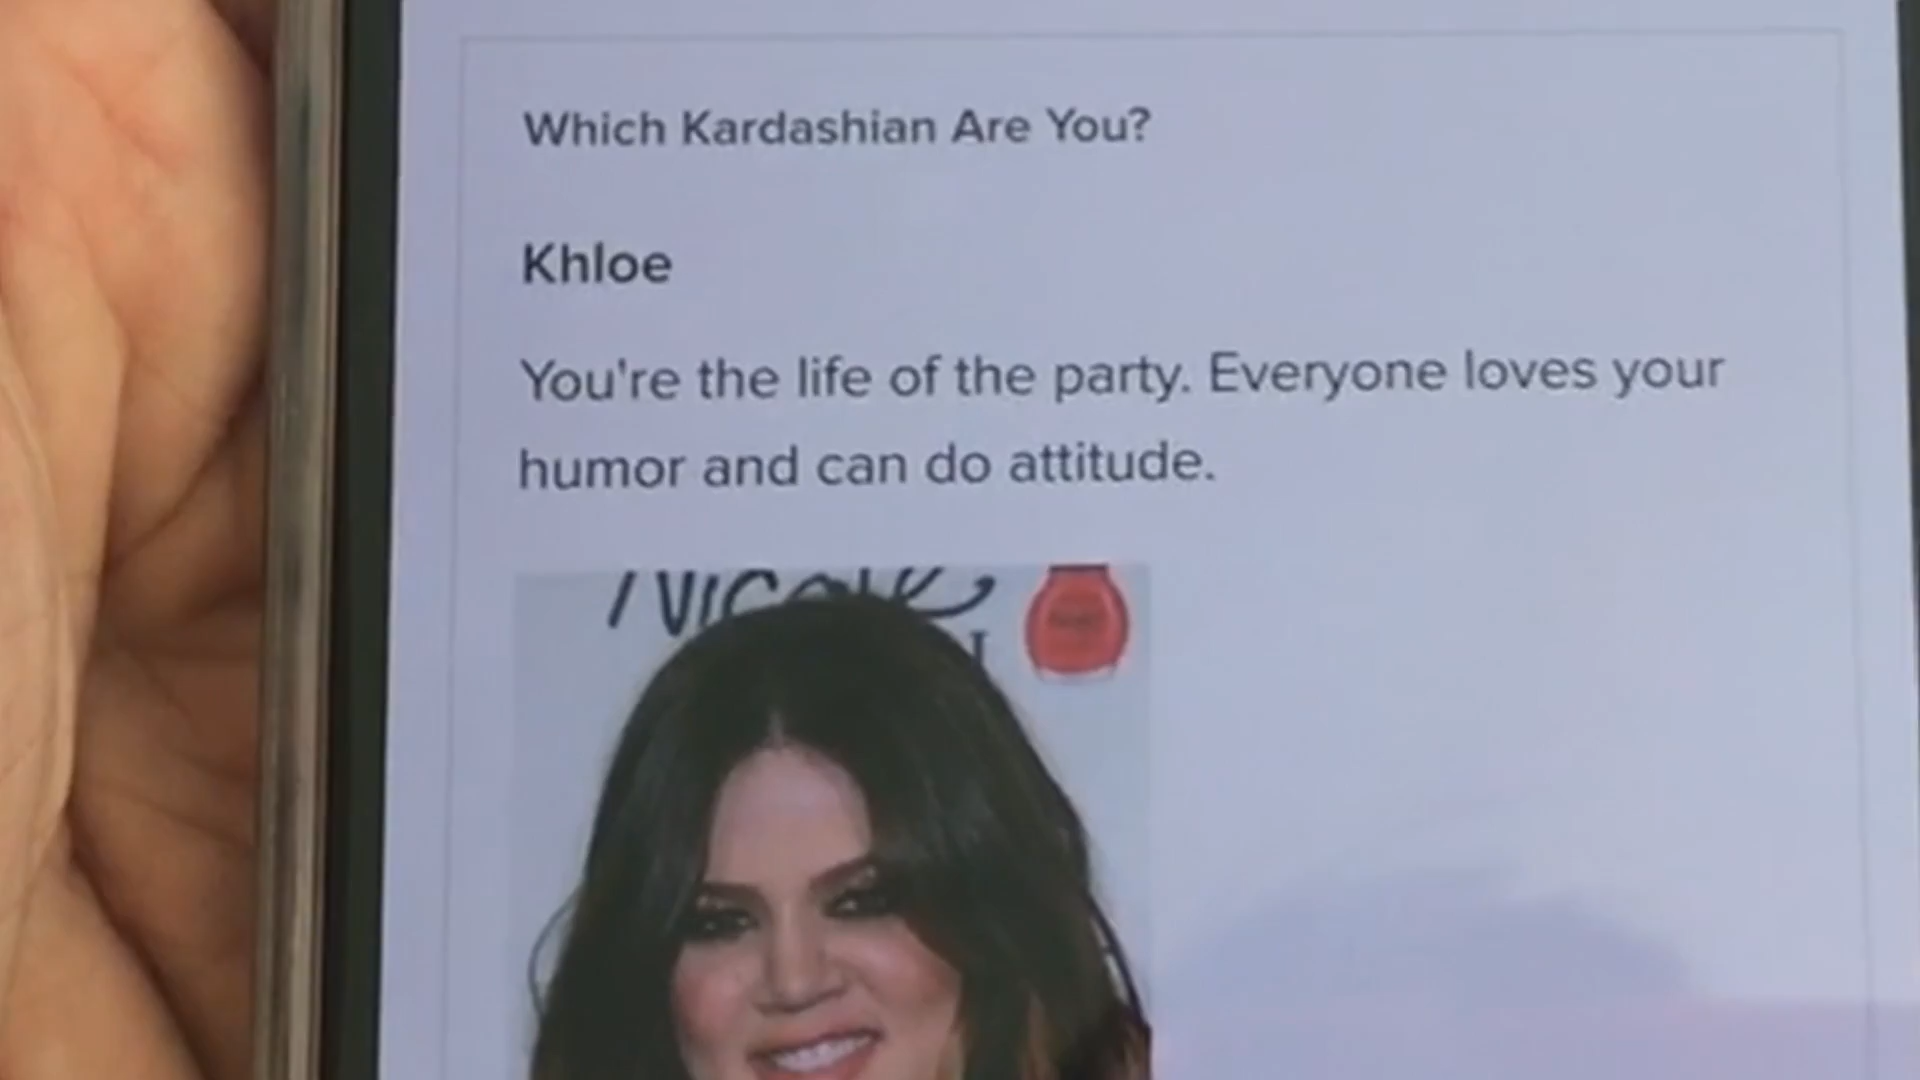 Which Kardashian Are You?
Khloe
You're the life of the party. Everyone loves your
humor and can do attitude.